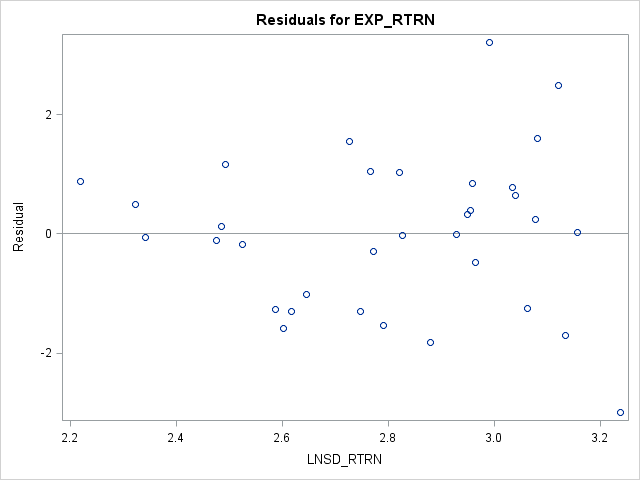 Residuals for EXP_RTRN
2
0
-2
Residual
2.2 2.4 2.6 2.8 3.0 3.2
LNSD_RTRN